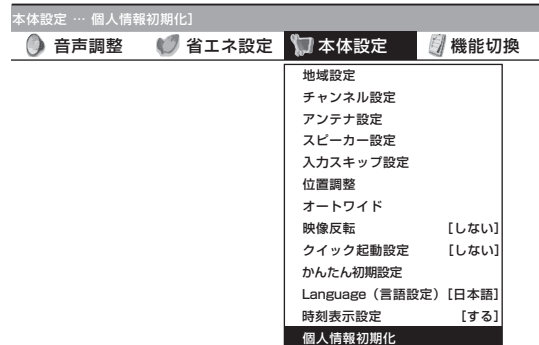 本体設定 … 個人情報初期化]
音声調整 省エネ設定 本体設定 機能切換
地域設定
チャンネル設定
アンテナ設定
スピーカー設定
入力スキップ設定
位置調整
オートワイド
映像反転 [しない]
クイック起動設定 [しない]
かんたん初期設定
Language（言語設定）[日本語]
時刻表示設定 [する]
個人情報初期化